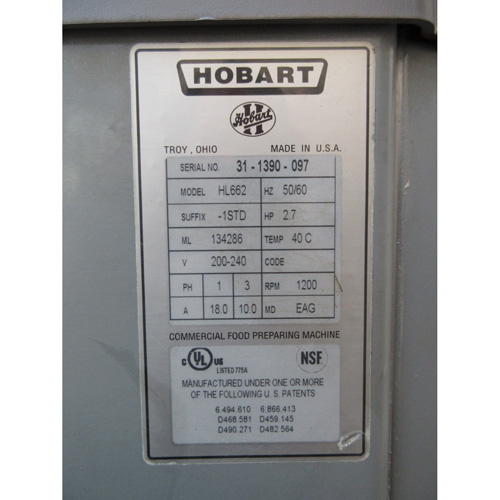 HOBART
Hobart
H
TROY, OHIO MADE IN U.S.A.
SERIAL NO. 31-1390-097
MODEL HL662 HZ 50/60
SUFFIX -1STD HP 2.7
ML 134286 TEMP 40 C
V 200-240 CODE
PH 1 3 RPM 1200
A 18.0 10.0 MD EAG
COMMERCIAL FOOD PREPARING MACHINE
C UL US NSF
LISTED 775A
MANUFACTURED UNDER ONE OR MORE
OF THE FOLLOWING U.S. PATENTS
6.494.610 6.866.413
D468.581 D459.145
D490.271 D482.564